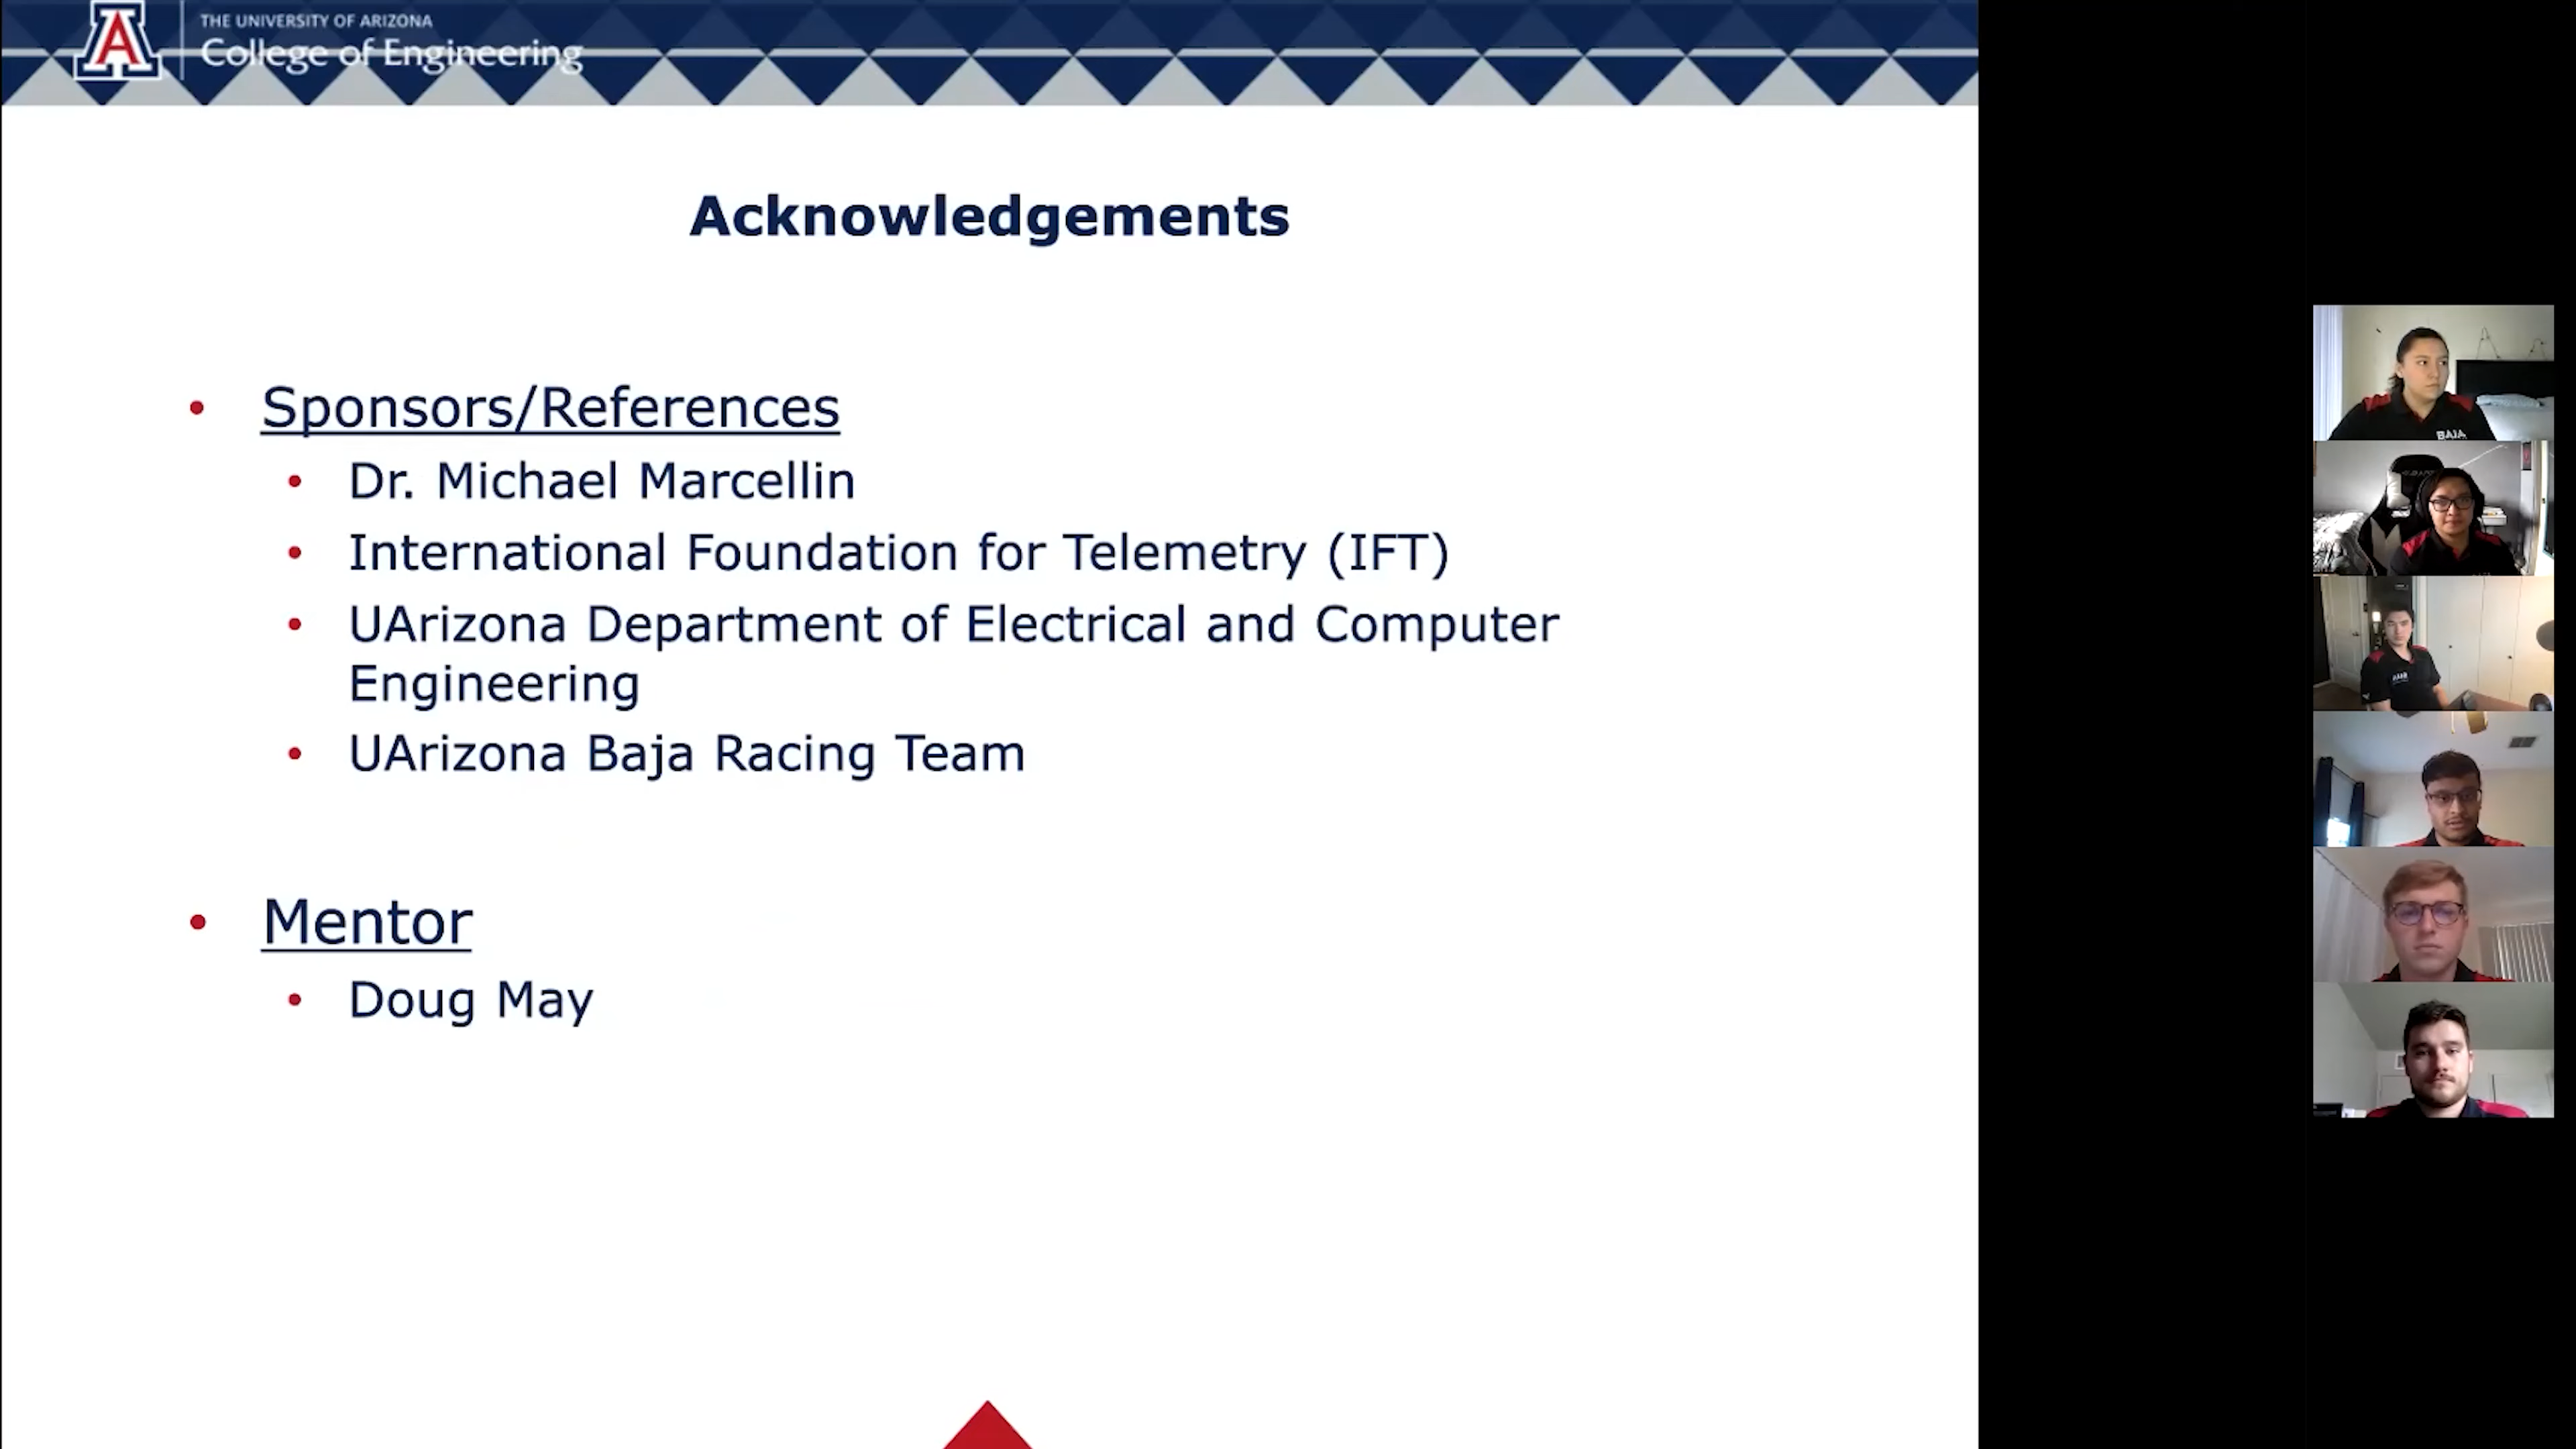 THE UNIVERSITY OF ARIZONA
College of Engineering
Acknowledgements
Sponsors/References
Dr. Michael Marcellin
International Foundation for Telemetry (IFT)
UArizona Department of Electrical and Computer
Engineering
UArizona Baja Racing Team
Mentor
Doug May
BAJA